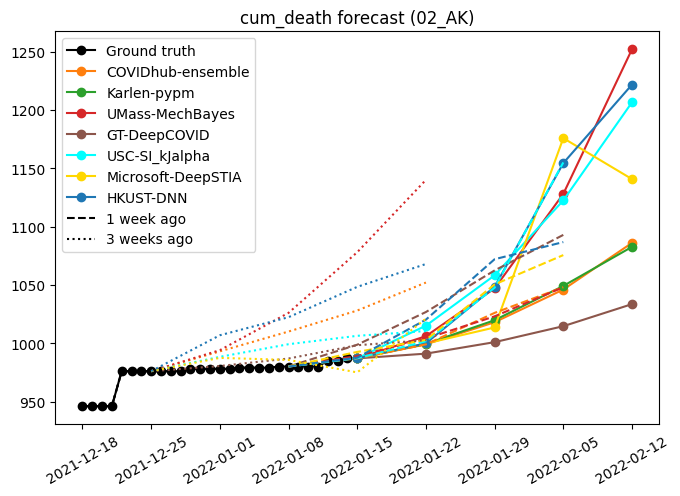 cum_death forecast (02_AK)
1250
1200
1150
1100
1050
1000
950
Ground truth
COVIDhub-ensemble
Karlen-pypm
UMass-MechBayes
GT-DeepCOVID
USC-SI_kJalpha
Microsoft-DeepSTIA
HKUST-DNN
1 week ago
3 weeks ago
2021-12-18
2021-12-25
2022-01-01
2022-01-08
2022-01-15
2022-01-22
2022-01-29
2022-02-05
2022-02-12